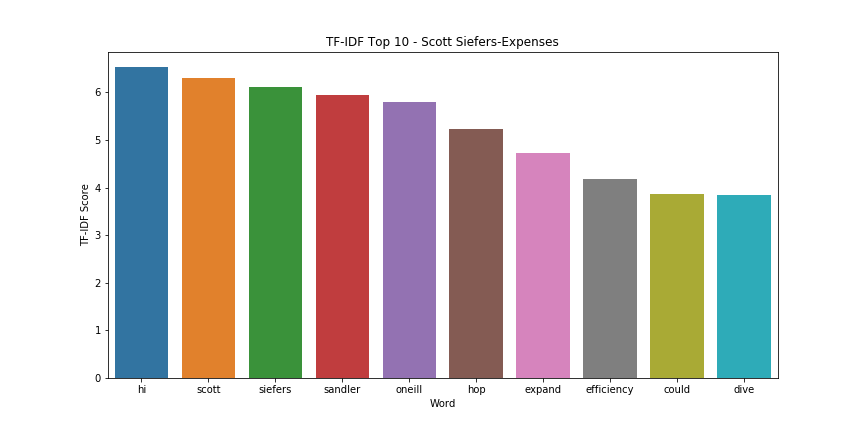 TF-IDF Top 10 - Scott Siefers-Expenses
TF-IDF Score
6
5
4
3
2
1
0
hi scott siefers sandler oneill hop expand efficiency could dive
Word